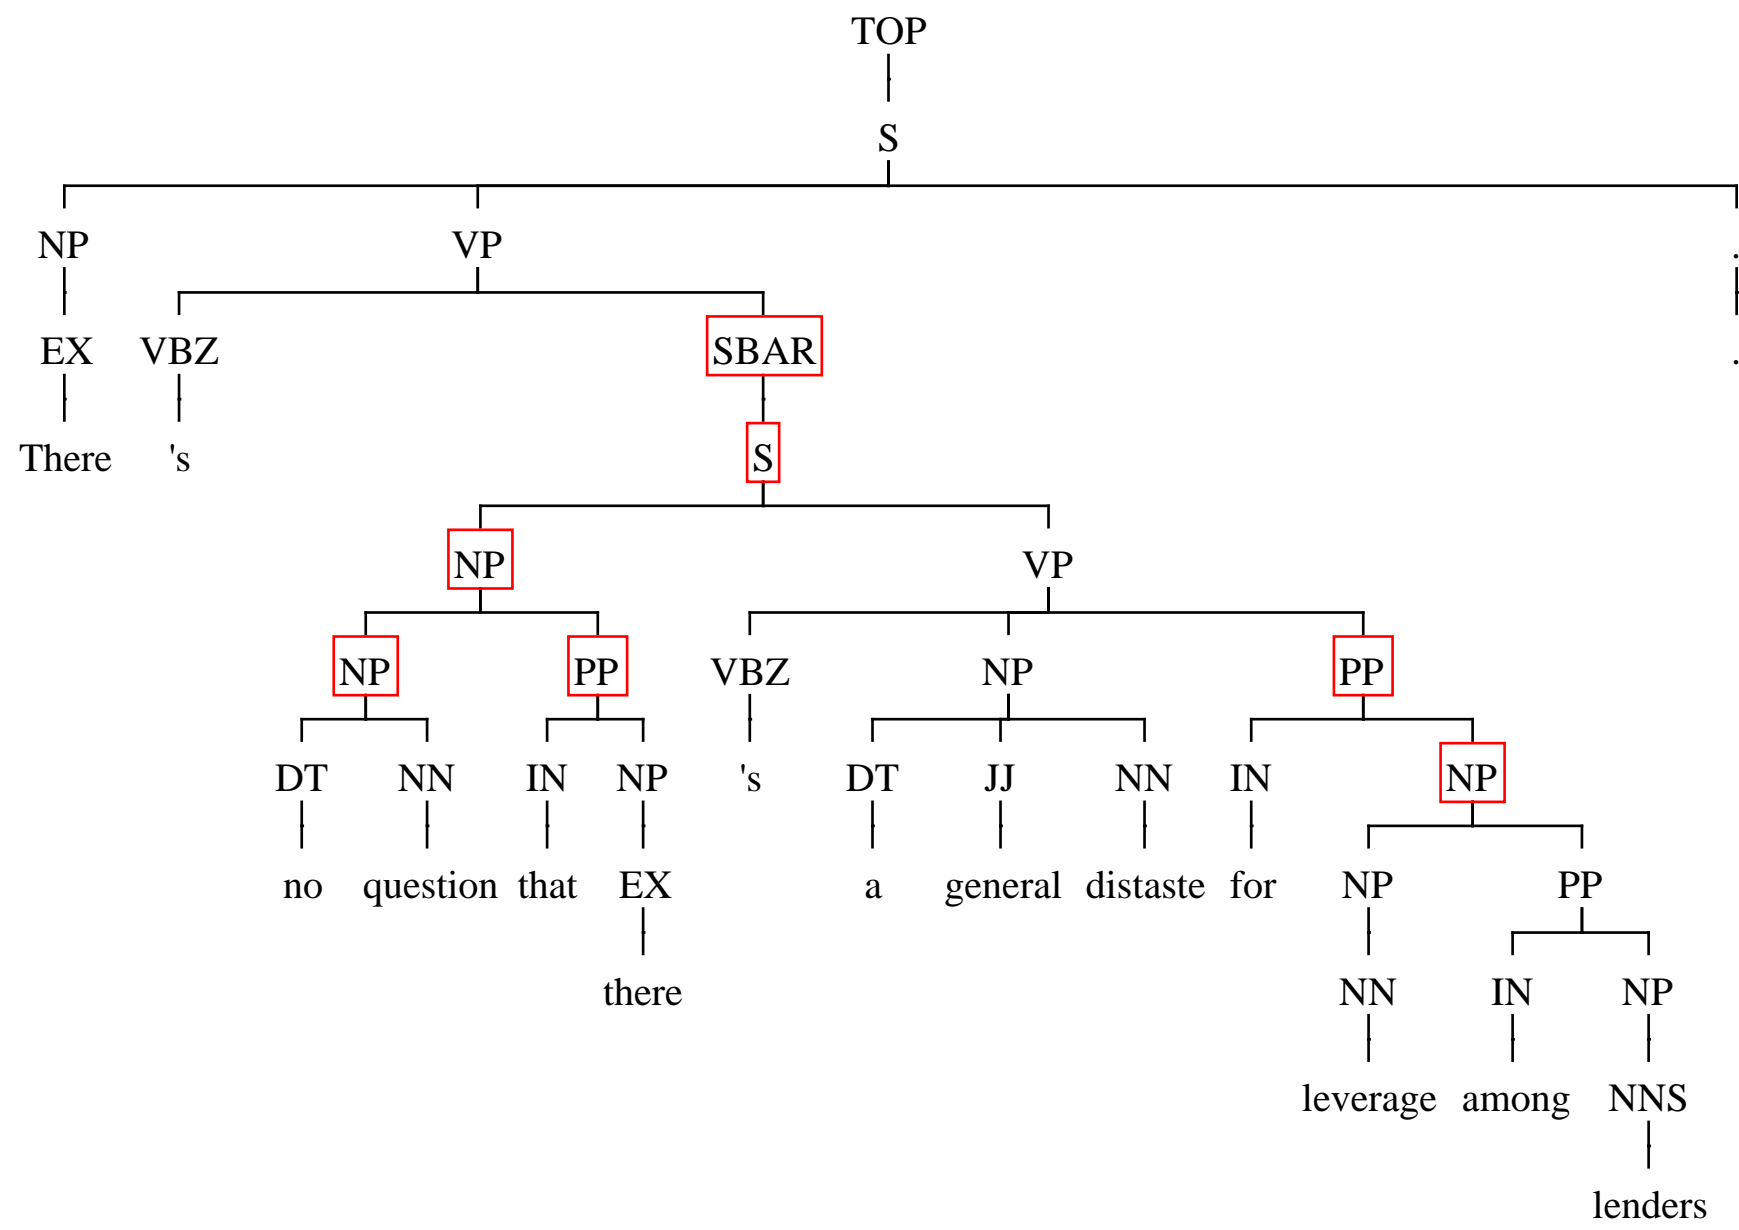 TOP
S
NP VP .
EX VBZ SBAR .
There 's S
NP VP
NP PP VBZ NP PP
DT NN IN NP 's DT JJ NN IN NP
no question that EX a general distaste for NP PP
there NN IN NP
leverage among NNS
lenders